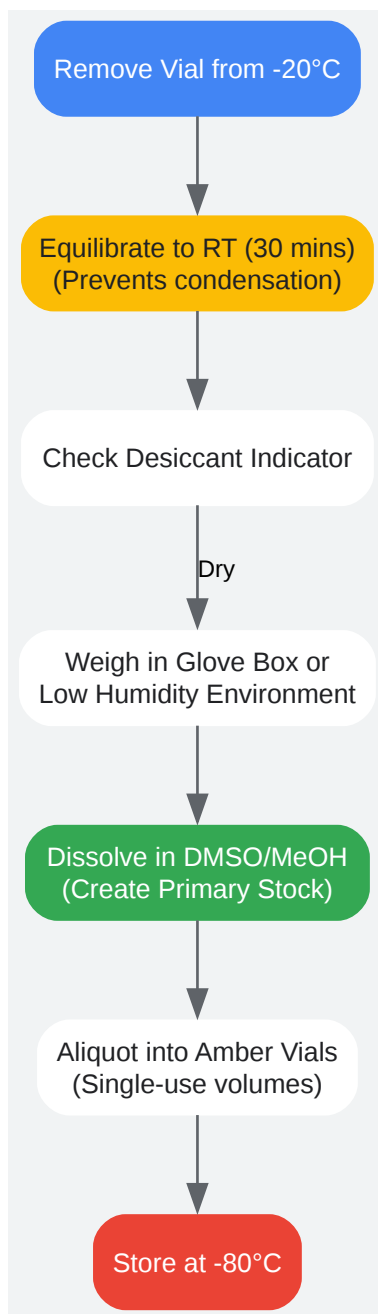 Remove Vial from -20°C
Equilibrate to RT (30 mins)
(Prevents condensation)
Check Desiccant Indicator
Dry
Weigh in Glove Box or
Low Humidity Environment
Dissolve in DMSO/MeOH
(Create Primary Stock)
Aliquot into Amber Vials
(Single-use volumes)
Store at -80°C